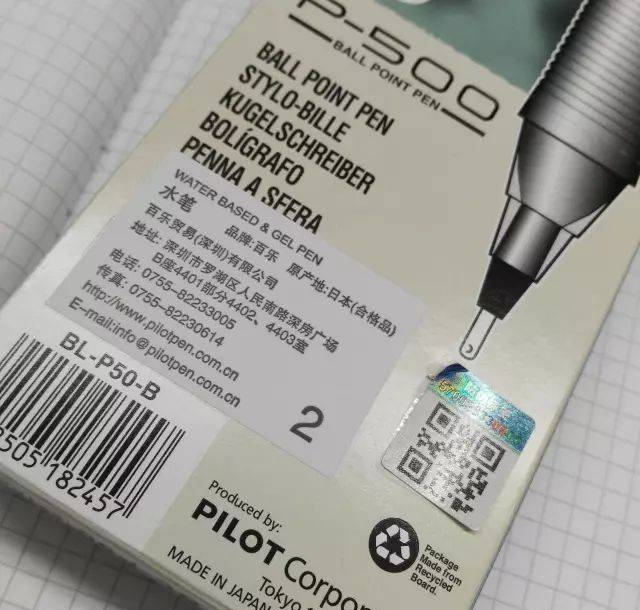 P-500
BALL POINT PEN
BALL POINT PEN
STYLO-BILLE
KUGELSCHREIBER
BOLÍGRAFO
PENNA A SFERA
WATER BASED & GEL PEN
水笔 品牌:百乐 原产地:日本(合格品)
百乐贸易(深圳)有限公司
地址: 深圳市罗湖区人民南路深房广场
B座4401部分4402、4403室
电话: 0755-82233005
传真: 0755-82230614
http://www.pilotpen.com.cn
E-mail:info@pilotpen.com.cn
2
BL-P50-B
505 182457
Produced by:
PILOT Corpor
MADE IN JAPAN
Tokyo
Package
Made from
Recycled
Board.